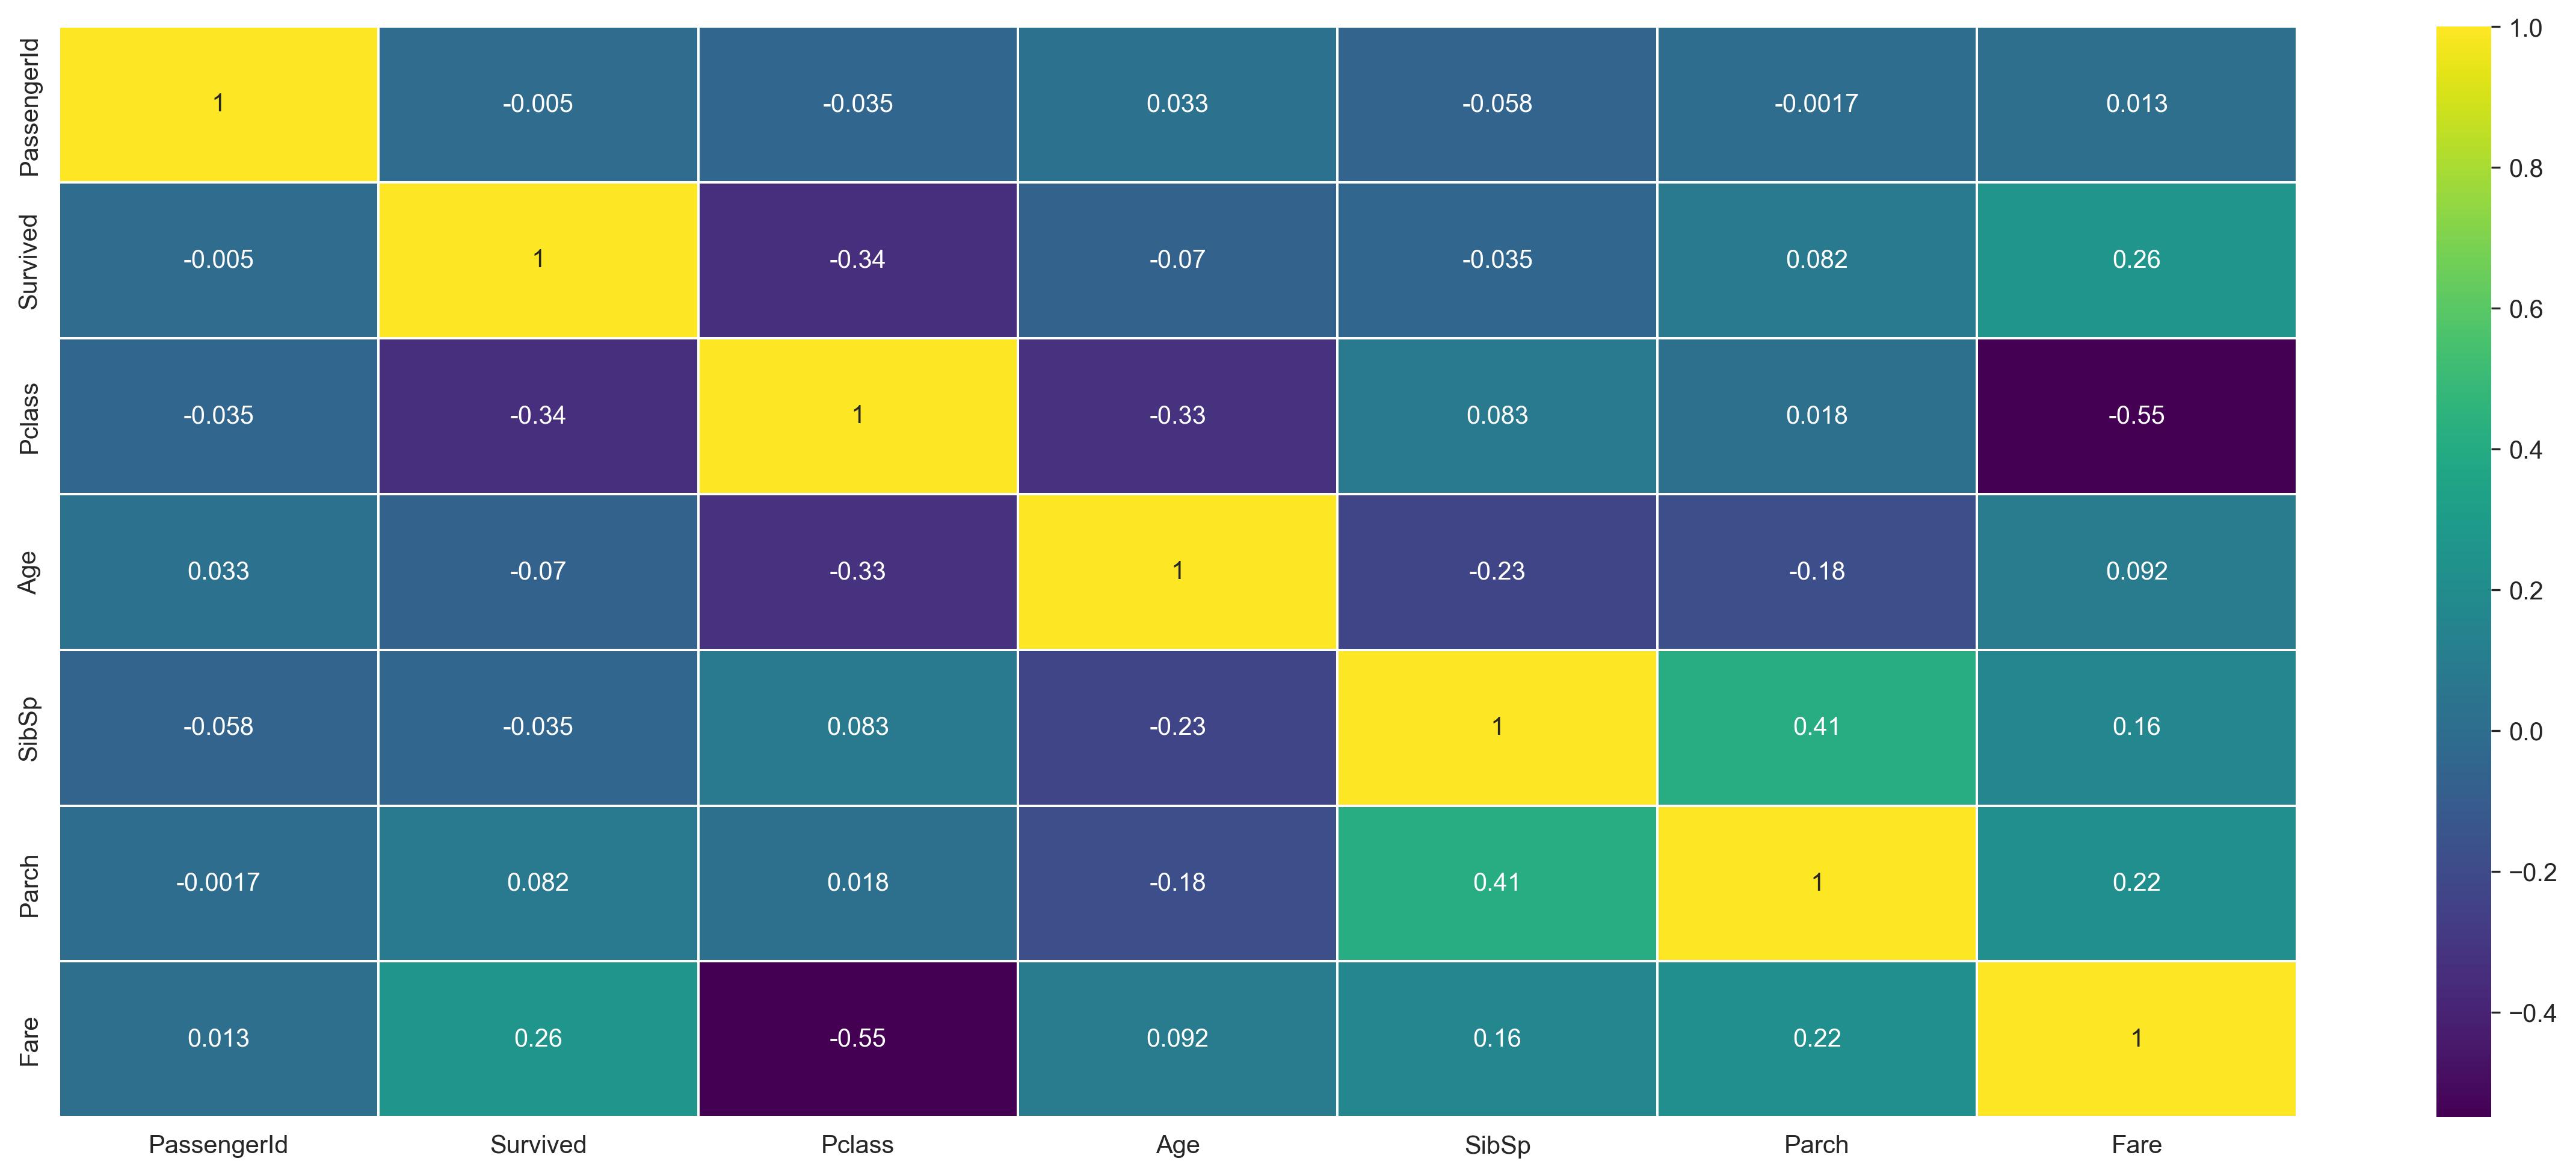 PassengerId 1 -0.005 -0.035 0.033 -0.058 -0.0017 0.013
Survived -0.005 1 -0.34 -0.07 -0.035 0.082 0.26
Pclass -0.035 -0.34 1 -0.33 0.083 0.018 -0.55
Age 0.033 -0.07 -0.33 1 -0.23 -0.18 0.092
SibSp -0.058 -0.035 0.083 -0.23 1 0.41 0.16
Parch -0.0017 0.082 0.018 -0.18 0.41 1 0.22
Fare 0.013 0.26 -0.55 0.092 0.16 0.22 1
PassengerId Survived Pclass Age SibSp Parch Fare
1.0
0.8
0.6
0.4
0.2
0.0
−0.2
−0.4